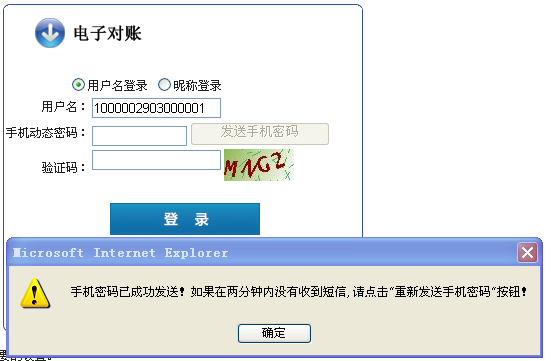 电子对账
用户名登录 昵称登录
用户名： 1000002903000001
手机动态密码： 发送手机密码
验证码： MNG2
登 录
Microsoft Internet Explorer
手机密码已成功发送！如果在两分钟内没有收到短信，请点击“重新发送手机密码“按钮！
确定